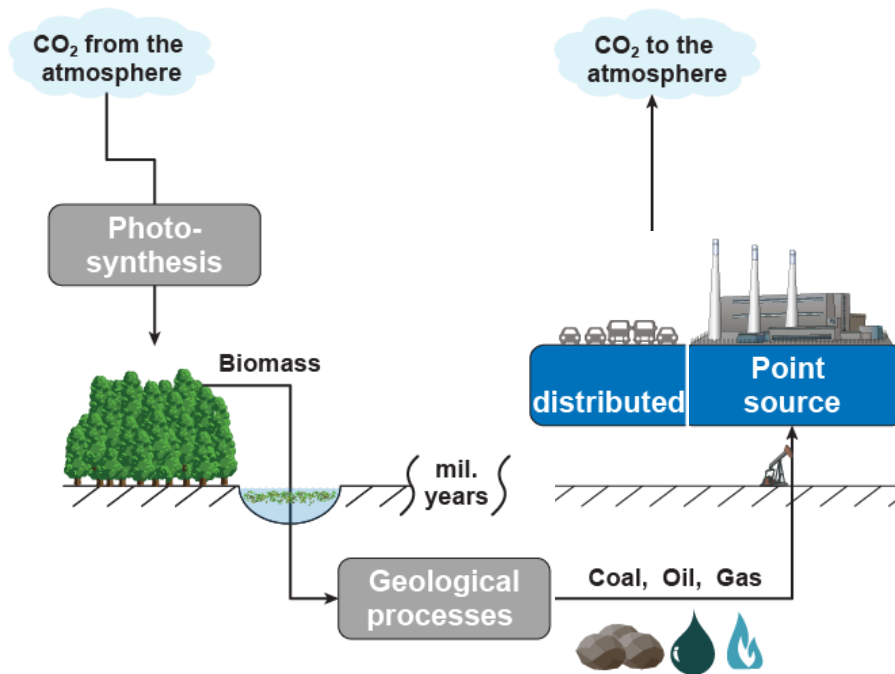 CO₂ from the
atmosphere
CO₂ to the
atmosphere
Photo-
synthesis
Biomass
distributed
Point
source
mil.
years
Geological
processes
Coal, Oil, Gas